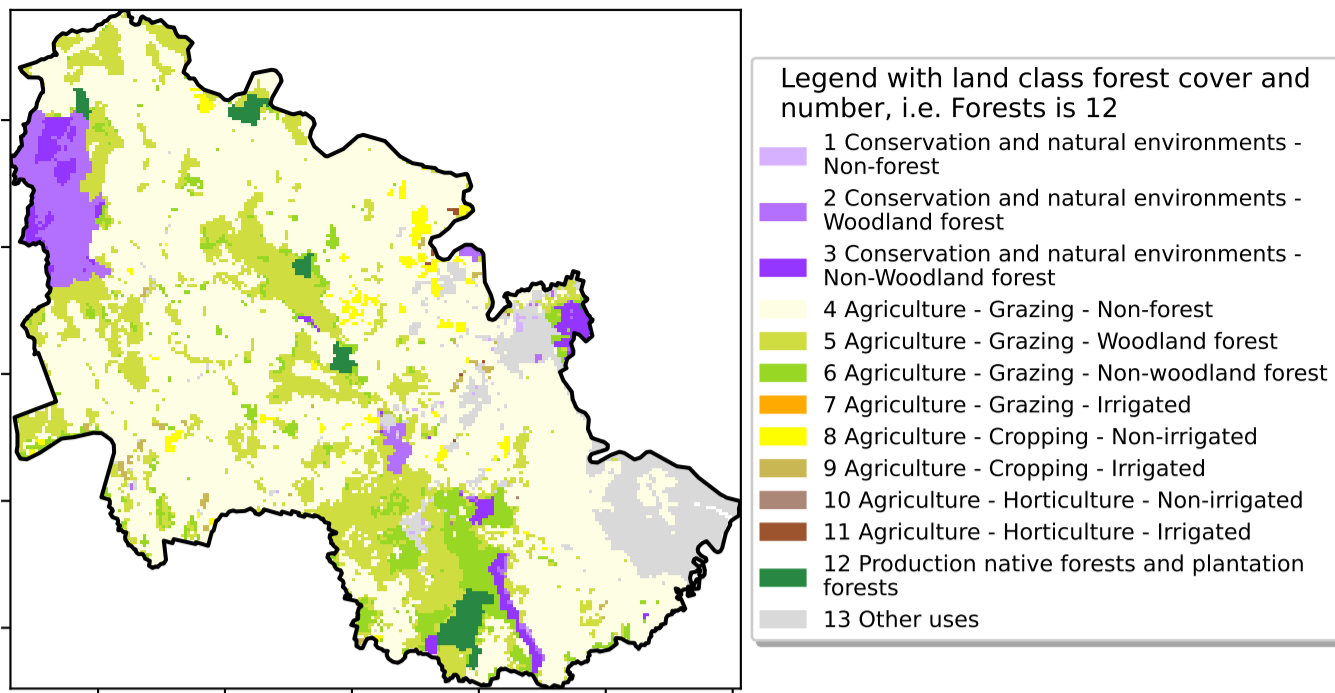 Legend with land class forest cover and
number, i.e. Forests is 12
1 Conservation and natural environments -
Non-forest
2 Conservation and natural environments -
Woodland forest
3 Conservation and natural environments -
Non-Woodland forest
4 Agriculture - Grazing - Non-forest
5 Agriculture - Grazing - Woodland forest
6 Agriculture - Grazing - Non-woodland forest
7 Agriculture - Grazing - Irrigated
8 Agriculture - Cropping - Non-irrigated
9 Agriculture - Cropping - Irrigated
10 Agriculture - Horticulture - Non-irrigated
11 Agriculture - Horticulture - Irrigated
12 Production native forests and plantation
forests
13 Other uses